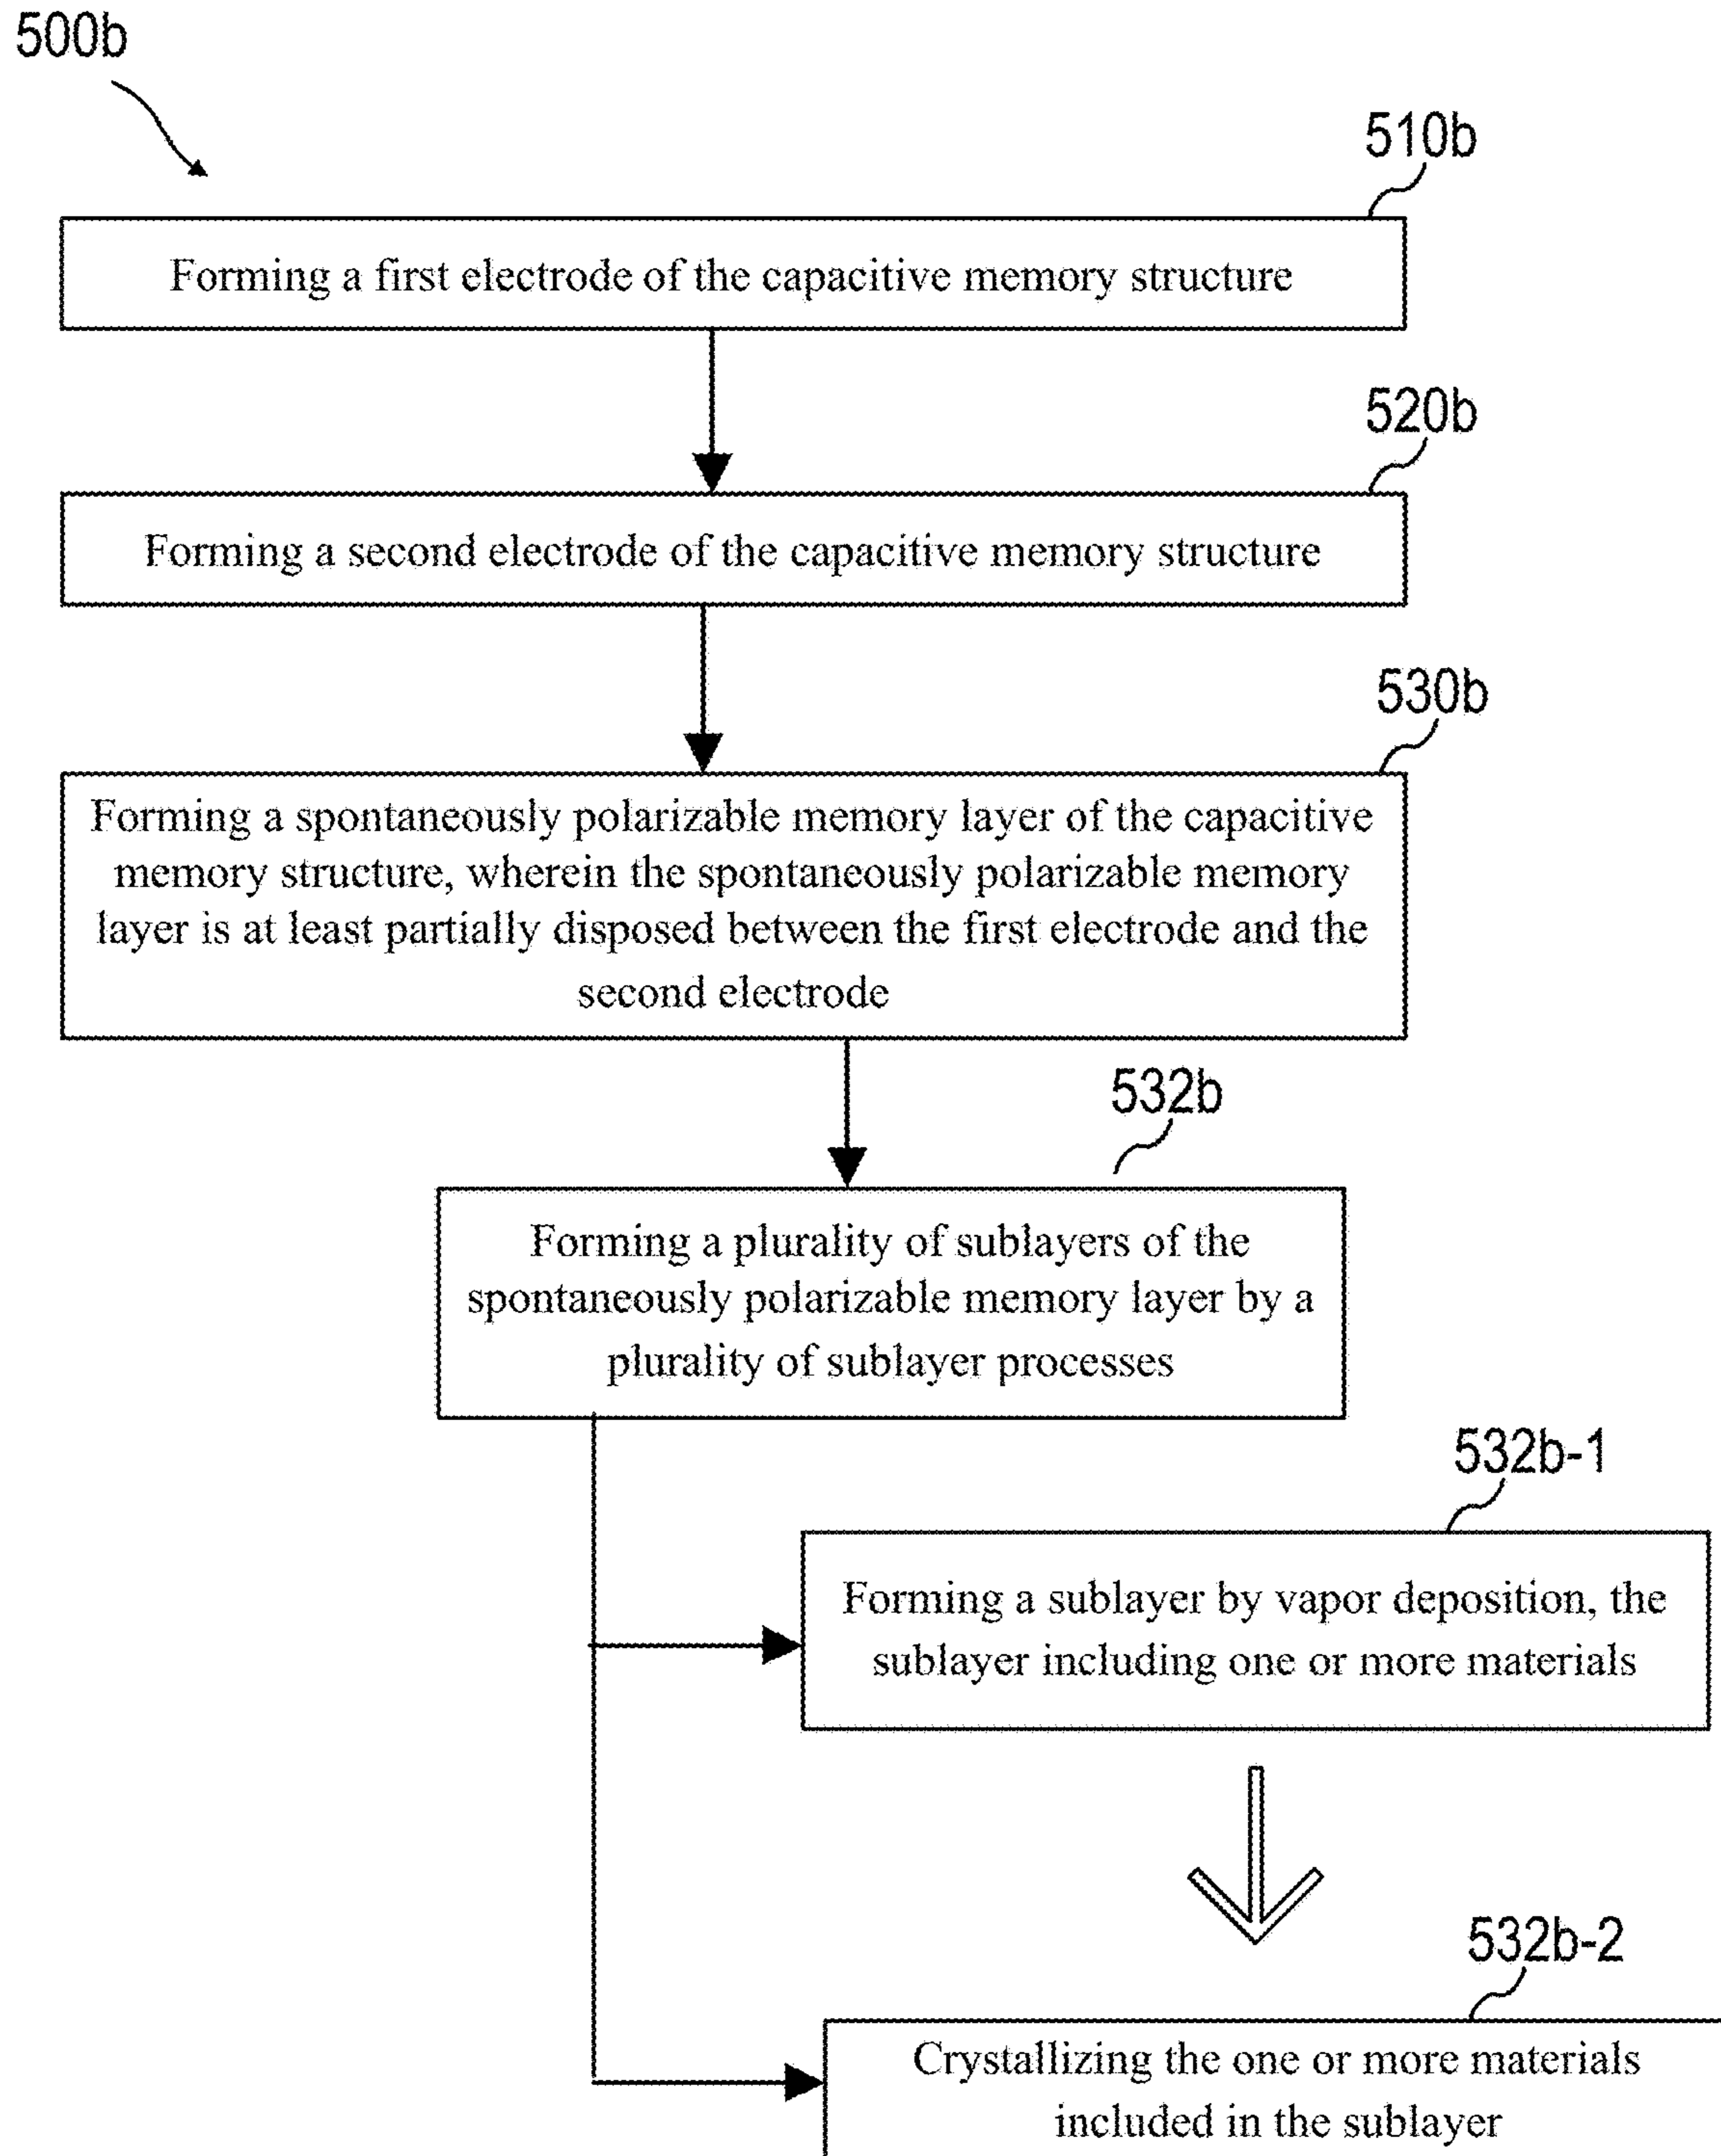 500b
510b
Forming a first electrode of the capacitive memory structure
520b
Forming a second electrode of the capacitive memory structure
530b
Forming a spontaneously polarizable memory layer of the capacitive
memory structure, wherein the spontaneously polarizable memory
layer is at least partially disposed between the first electrode and the
second electrode
532b
Forming a plurality of sublayers of the
spontaneously polarizable memory layer by a
plurality of sublayer processes
532b-1
Forming a sublayer by vapor deposition, the
sublayer including one or more materials
532b-2
Crystallizing the one or more materials
included in the sublayer